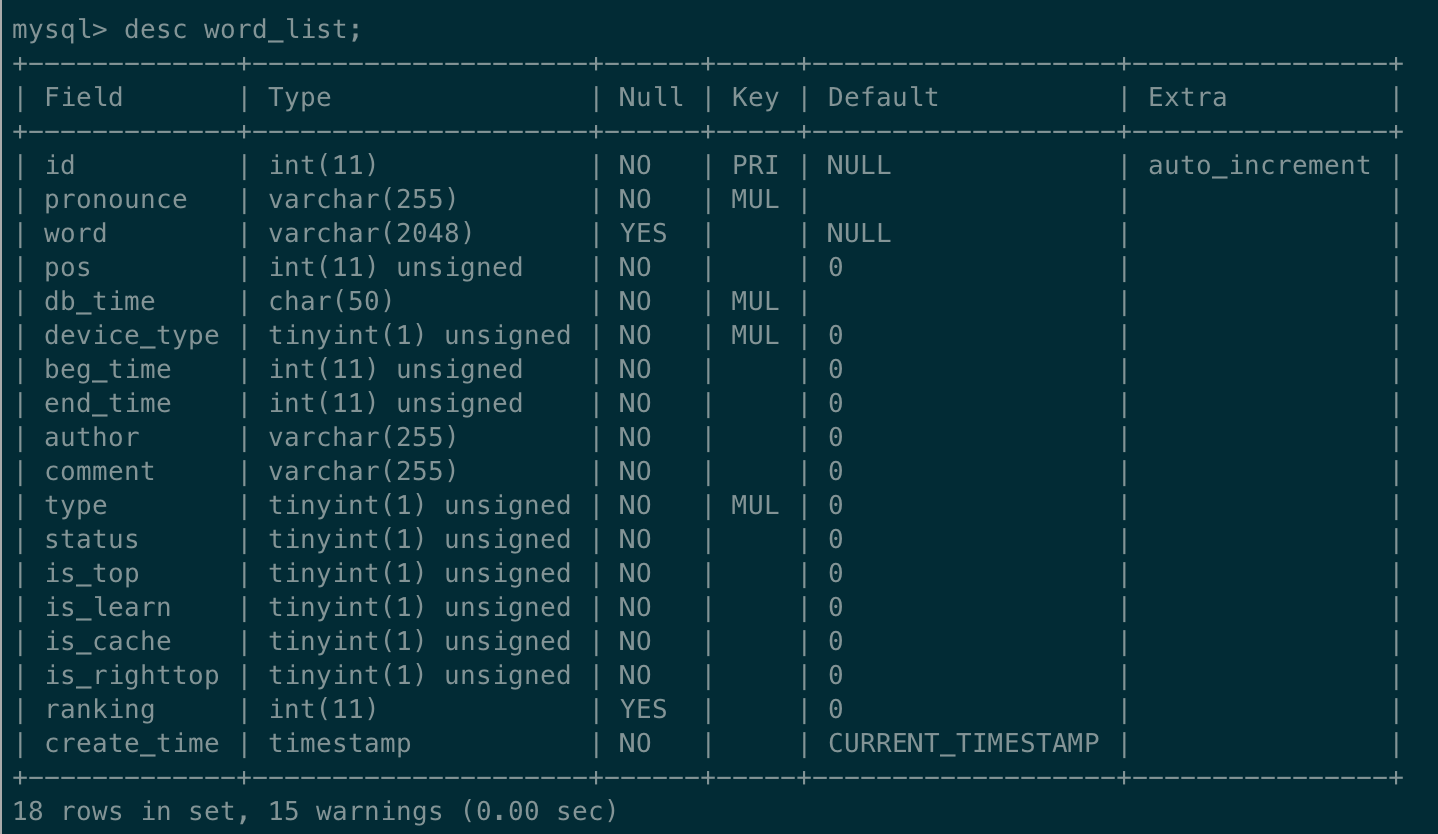 mysql> desc word_list;
+-------------+---------------------+------+-----+-------------------+----------------+
| Field       | Type                | Null | Key | Default           | Extra          |
+-------------+---------------------+------+-----+-------------------+----------------+
| id          | int(11)             | NO   | PRI | NULL              | auto_increment |
| pronounce   | varchar(255)        | NO   | MUL |                   |                |
| word        | varchar(2048)       | YES  |     | NULL              |                |
| pos         | int(11) unsigned    | NO   |     | 0                 |                |
| db_time     | char(50)            | NO   | MUL |                   |                |
| device_type | tinyint(1) unsigned | NO   | MUL | 0                 |                |
| beg_time    | int(11) unsigned    | NO   |     | 0                 |                |
| end_time    | int(11) unsigned    | NO   |     | 0                 |                |
| author      | varchar(255)        | NO   |     | 0                 |                |
| comment     | varchar(255)        | NO   |     | 0                 |                |
| type        | tinyint(1) unsigned | NO   | MUL | 0                 |                |
| status      | tinyint(1) unsigned | NO   |     | 0                 |                |
| is_top      | tinyint(1) unsigned | NO   |     | 0                 |                |
| is_learn    | tinyint(1) unsigned | NO   |     | 0                 |                |
| is_cache    | tinyint(1) unsigned | NO   |     | 0                 |                |
| is_righttop | tinyint(1) unsigned | NO   |     | 0                 |                |
| ranking     | int(11)             | YES  |     | 0                 |                |
| create_time | timestamp           | NO   |     | CURRENT_TIMESTAMP |                |
+-------------+---------------------+------+-----+-------------------+----------------+
18 rows in set, 15 warnings (0.00 sec)